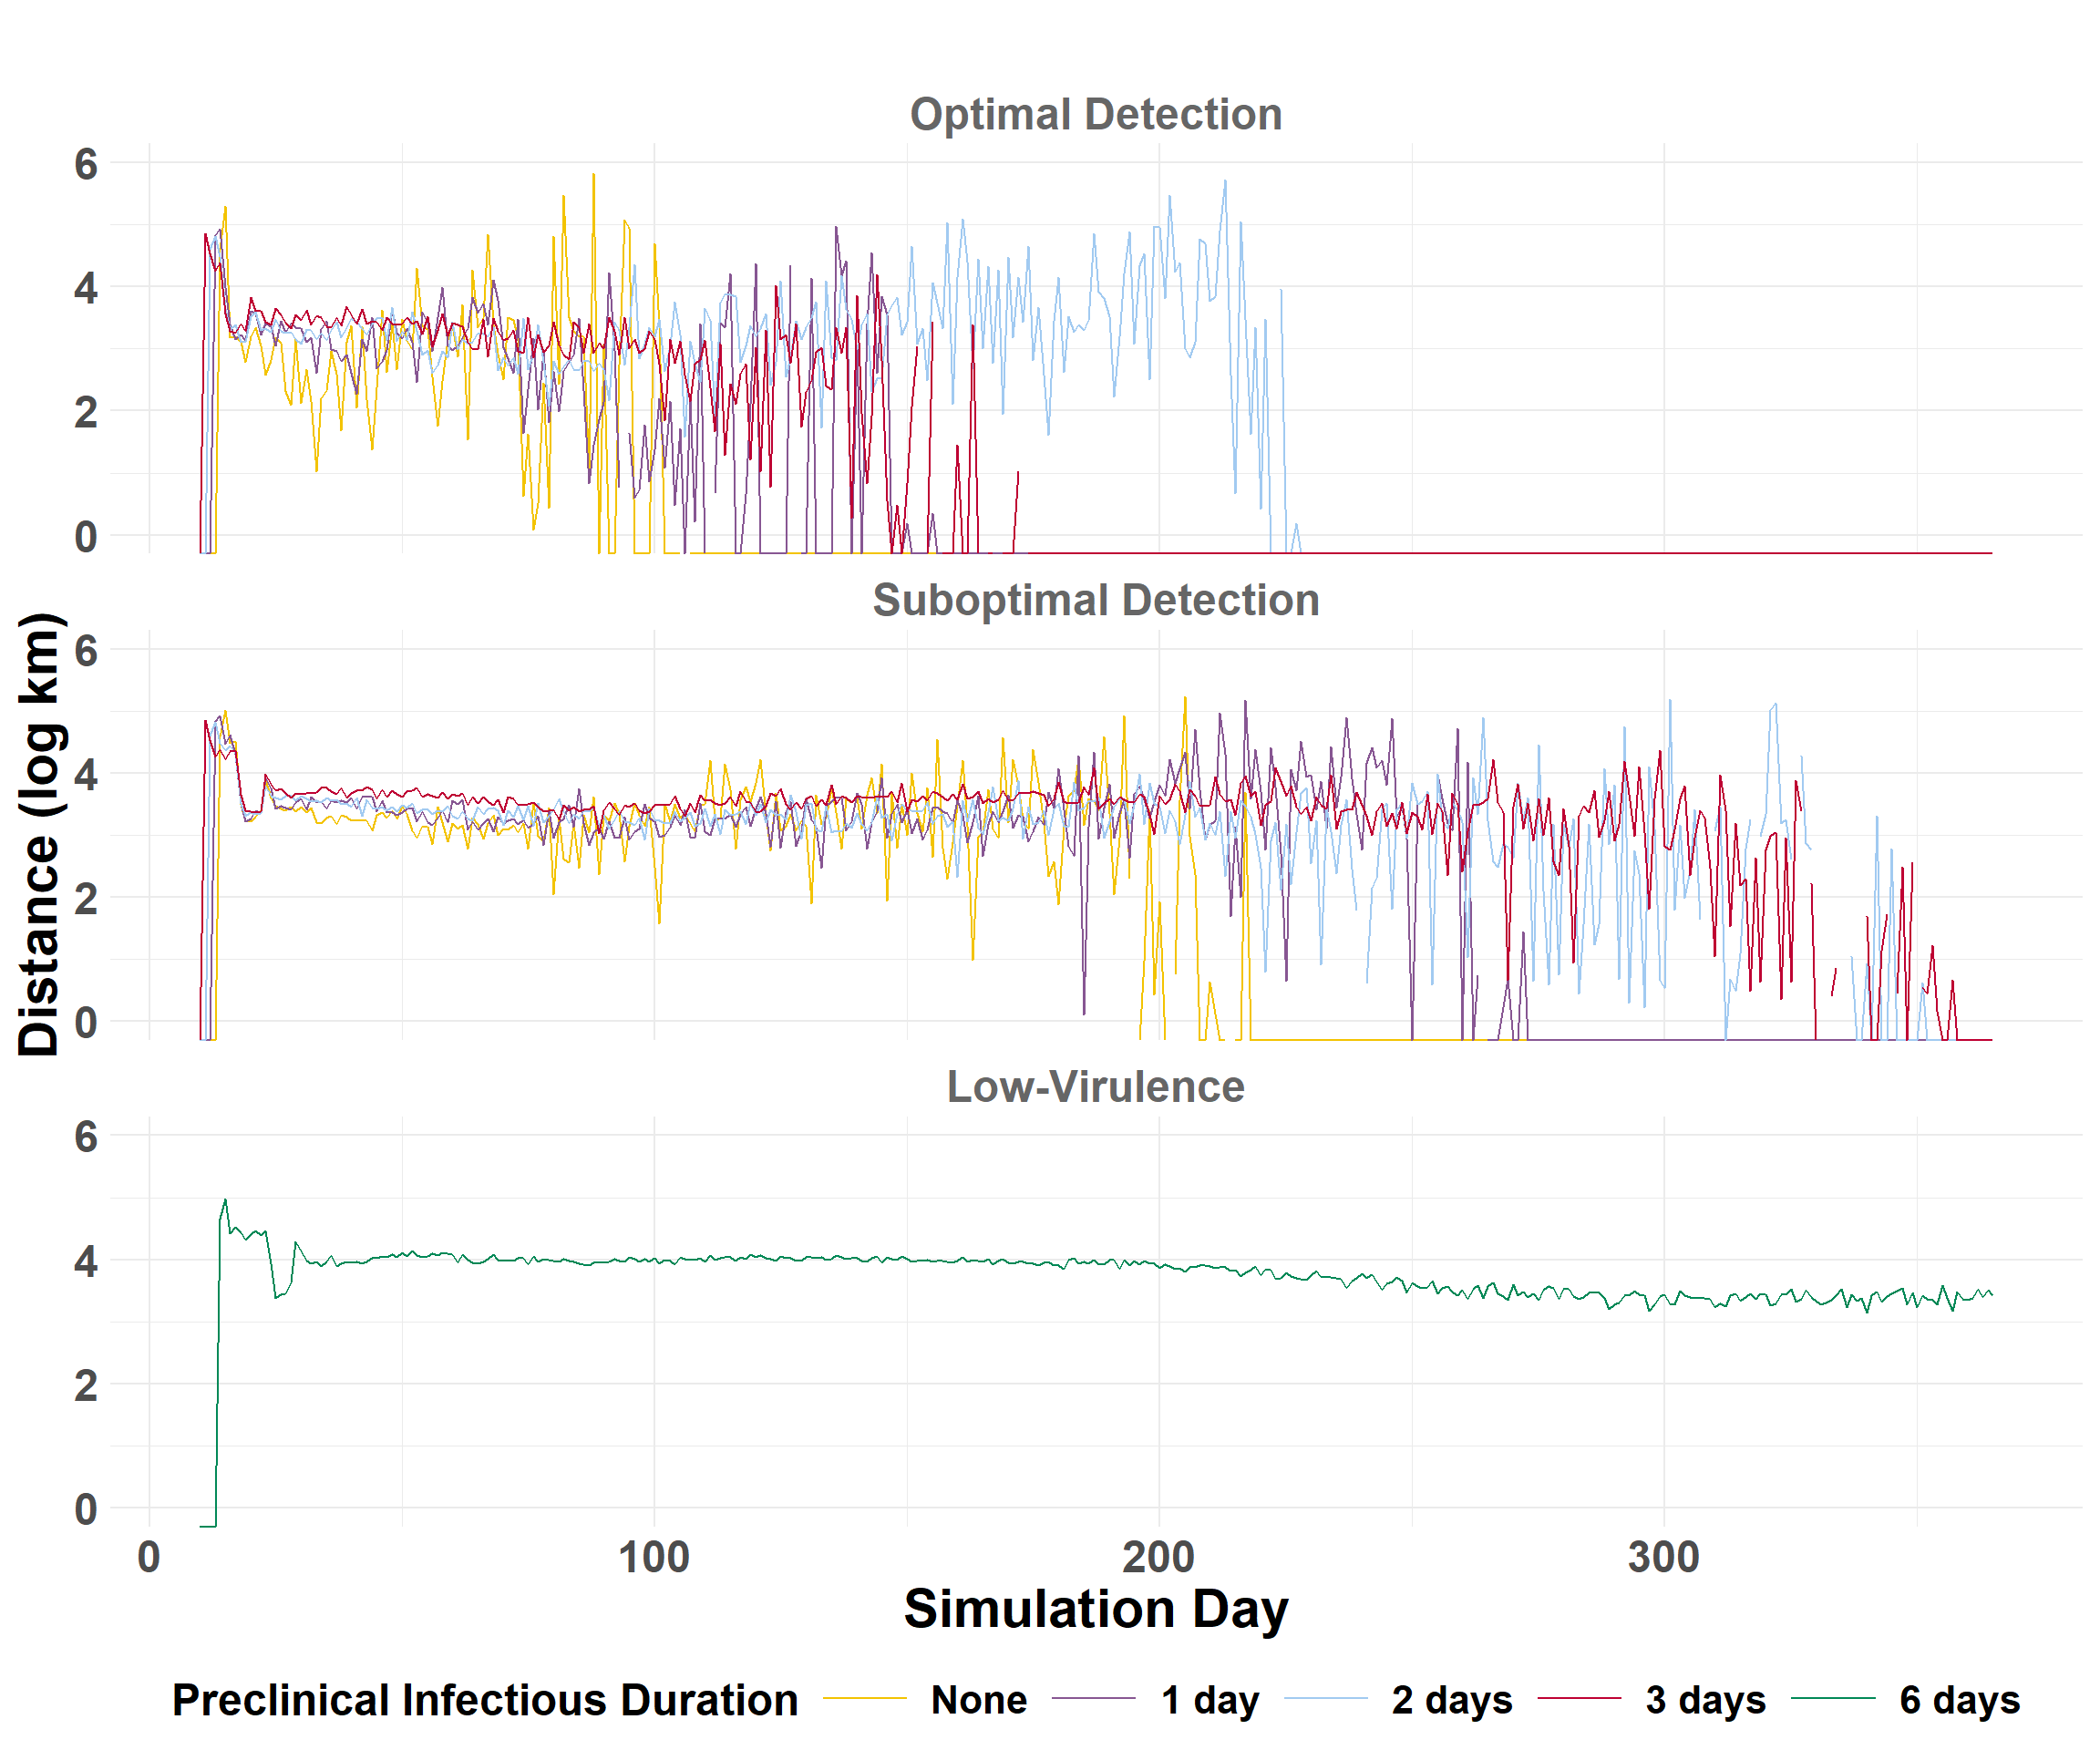 Optimal Detection
6
4
2
0
Suboptimal Detection
6
4
2
0
Low-Virulence
6
4
2
0
Distance (log km)
0 100 200 300
Simulation Day
Preclinical Infectious Duration None 1 day 2 days 3 days 6 days